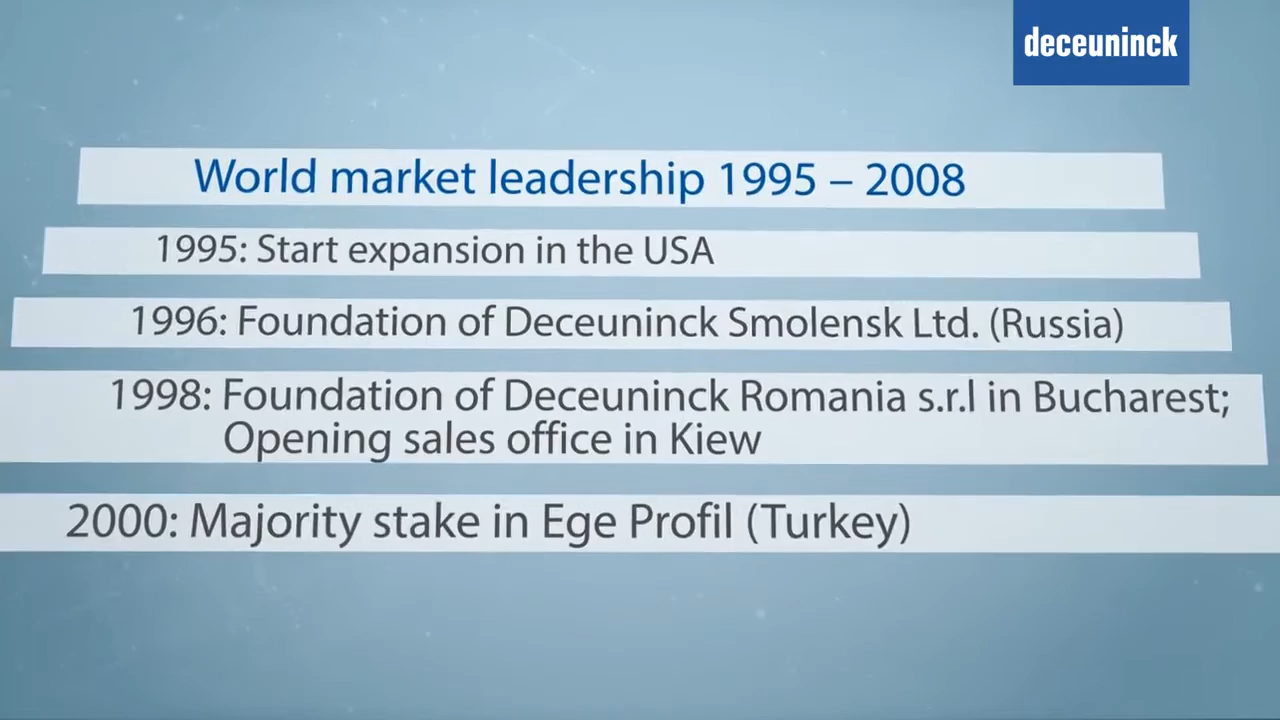 deceuninck
World market leadership 1995 – 2008
1995: Start expansion in the USA
1996: Foundation of Deceuninck Smolensk Ltd. (Russia)
1998: Foundation of Deceuninck Romania s.r.l in Bucharest;
Opening sales office in Kiew
2000: Majority stake in Ege Profil (Turkey)